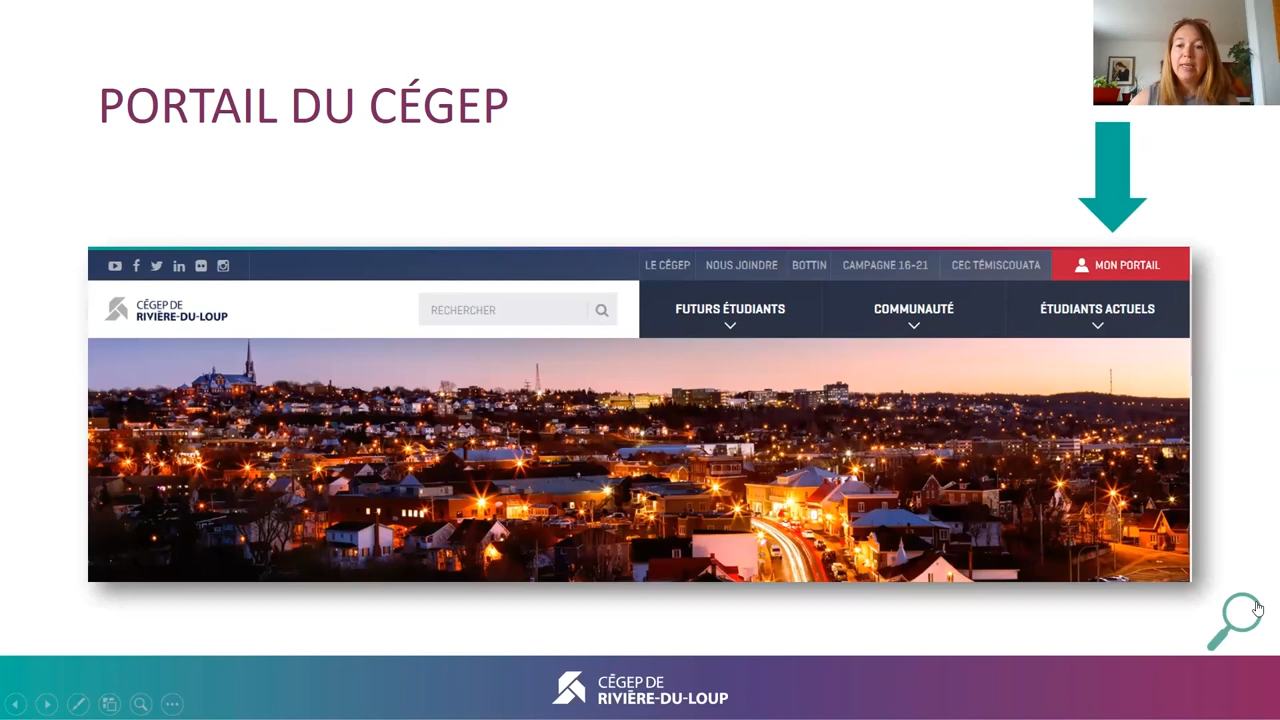 PORTAIL DU CÉGEP
LE CÉGEP NOUS JOINDRE BOTTIN CAMPAGNE 16-21 CEC TÉMISCOUATA MON PORTAIL
CÉGEP DE
RIVIÈRE-DU-LOUP
RECHERCHER
FUTURS ÉTUDIANTS COMMUNAUTÉ ÉTUDIANTS ACTUELS
CÉGEP DE
RIVIÈRE-DU-LOUP